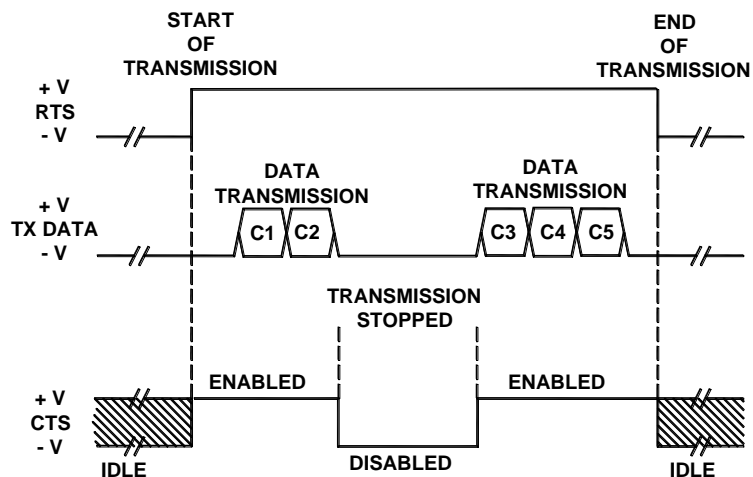 START
OF
TRANSMISSION
END
OF
TRANSMISSION
+ V
RTS
- V
DATA
TRANSMISSION
DATA
TRANSMISSION
+ V
TX DATA
- V
C1
C2
C3
C4
C5
TRANSMISSION
STOPPED
ENABLED
ENABLED
+ V
CTS
- V
IDLE
DISABLED
IDLE